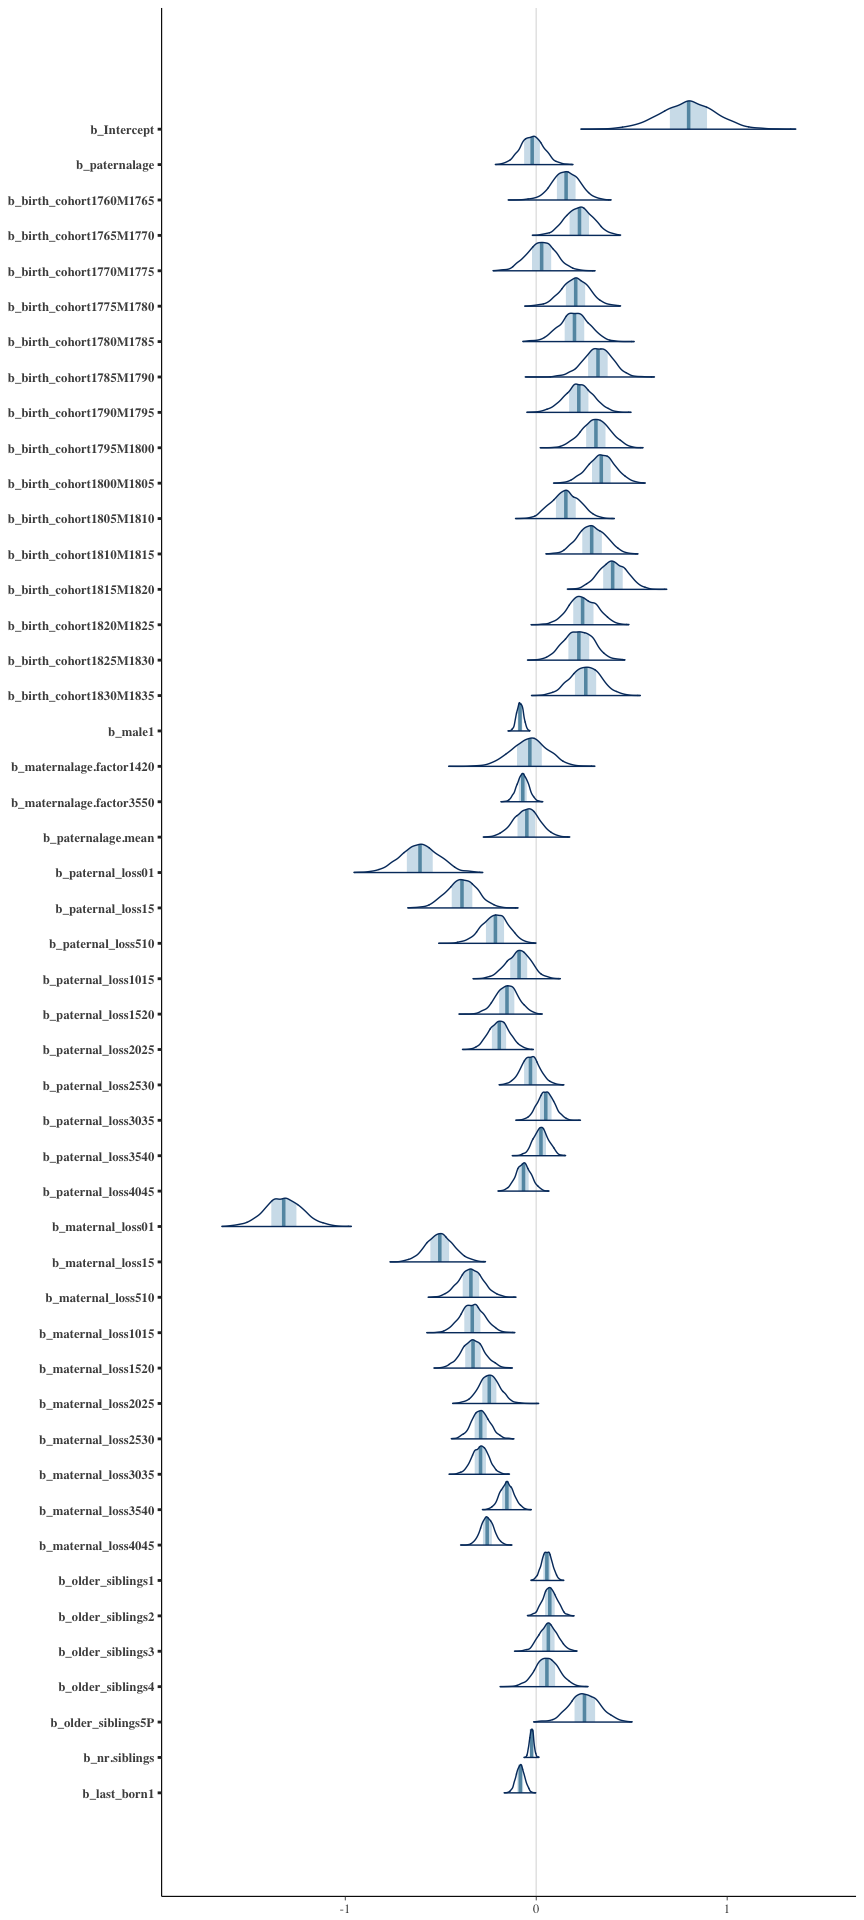 b_Intercept
b_paternalage
b_birth_cohort1760M1765
b_birth_cohort1765M1770
b_birth_cohort1770M1775
b_birth_cohort1775M1780
b_birth_cohort1780M1785
b_birth_cohort1785M1790
b_birth_cohort1790M1795
b_birth_cohort1795M1800
b_birth_cohort1800M1805
b_birth_cohort1805M1810
b_birth_cohort1810M1815
b_birth_cohort1815M1820
b_birth_cohort1820M1825
b_birth_cohort1825M1830
b_birth_cohort1830M1835
b_male1
b_maternalage.factor1420
b_maternalage.factor3550
b_paternalage.mean
b_paternal_loss01
b_paternal_loss15
b_paternal_loss510
b_paternal_loss1015
b_paternal_loss1520
b_paternal_loss2025
b_paternal_loss2530
b_paternal_loss3035
b_paternal_loss3540
b_paternal_loss4045
b_maternal_loss01
b_maternal_loss15
b_maternal_loss510
b_maternal_loss1015
b_maternal_loss1520
b_maternal_loss2025
b_maternal_loss2530
b_maternal_loss3035
b_maternal_loss3540
b_maternal_loss4045
b_older_siblings1
b_older_siblings2
b_older_siblings3
b_older_siblings4
b_older_siblings5P
b_nr.siblings
b_last_born1
-1 0 1